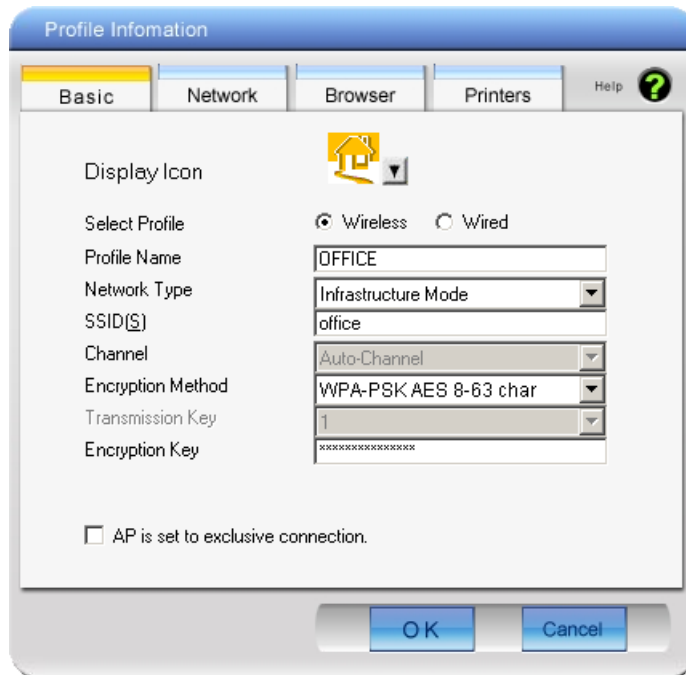 Profile Infomation
Basic Network Browser Printers Help ?
Display Icon
Select Profile Wireless Wired
Profile Name OFFICE
Network Type Infrastructure Mode
SSID(S) office
Channel Auto-Channel
Encryption Method WPA-PSK AES 8-63 char
Transmission Key 1
Encryption Key ***************
AP is set to exclusive connection.
OK Cancel